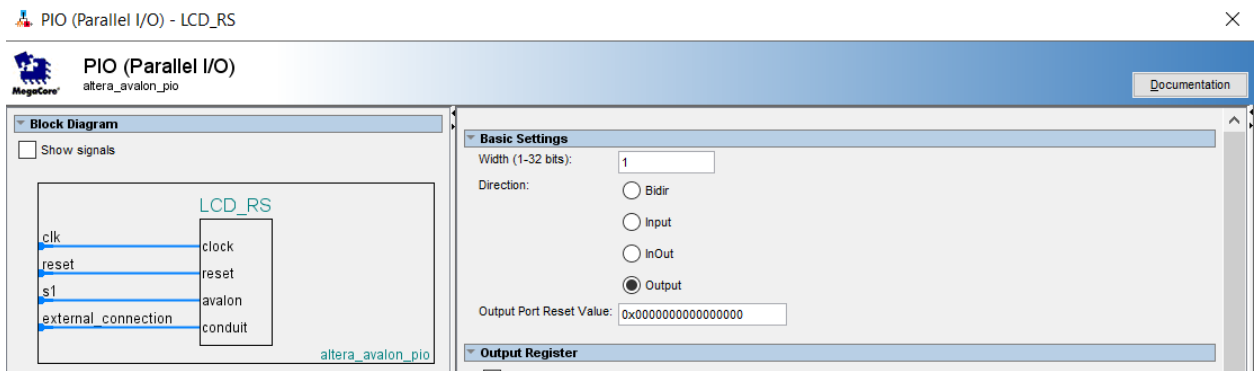 PIO (Parallel I/O) - LCD_RS
PIO (Parallel I/O)
altera_avalon_pio
MegaCore®
Documentation
Block Diagram
Show signals
LCD_RS
clk
clock
reset
reset
s1
avalon
external_connection
conduit
altera_avalon_pio
Basic Settings
Width (1-32 bits): 1
Direction:
Bidir
Input
InOut
Output
Output Port Reset Value: 0x0000000000000000
Output Register